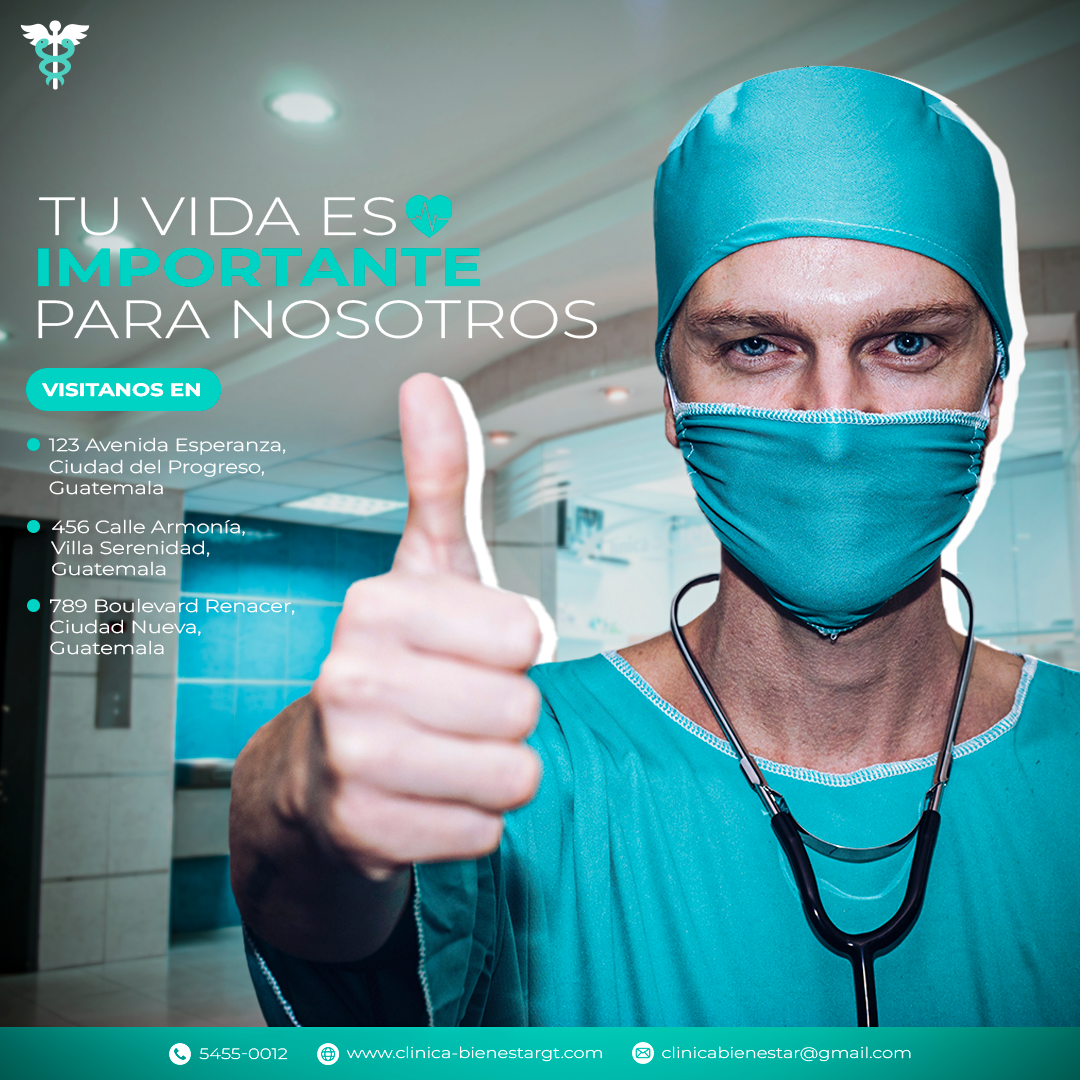 TU VIDA ES
IMPORTANTE
PARA NOSOTROS
VISITANOS EN
123 Avenida Esperanza,
Ciudad del Progreso,
Guatemala
456 Calle Armonía,
Villa Serenidad,
Guatemala
789 Boulevard Renacer,
Ciudad Nueva,
Guatemala
5455-0012
www.clinica-bienestargt.com
clinicabienestar@gmail.com